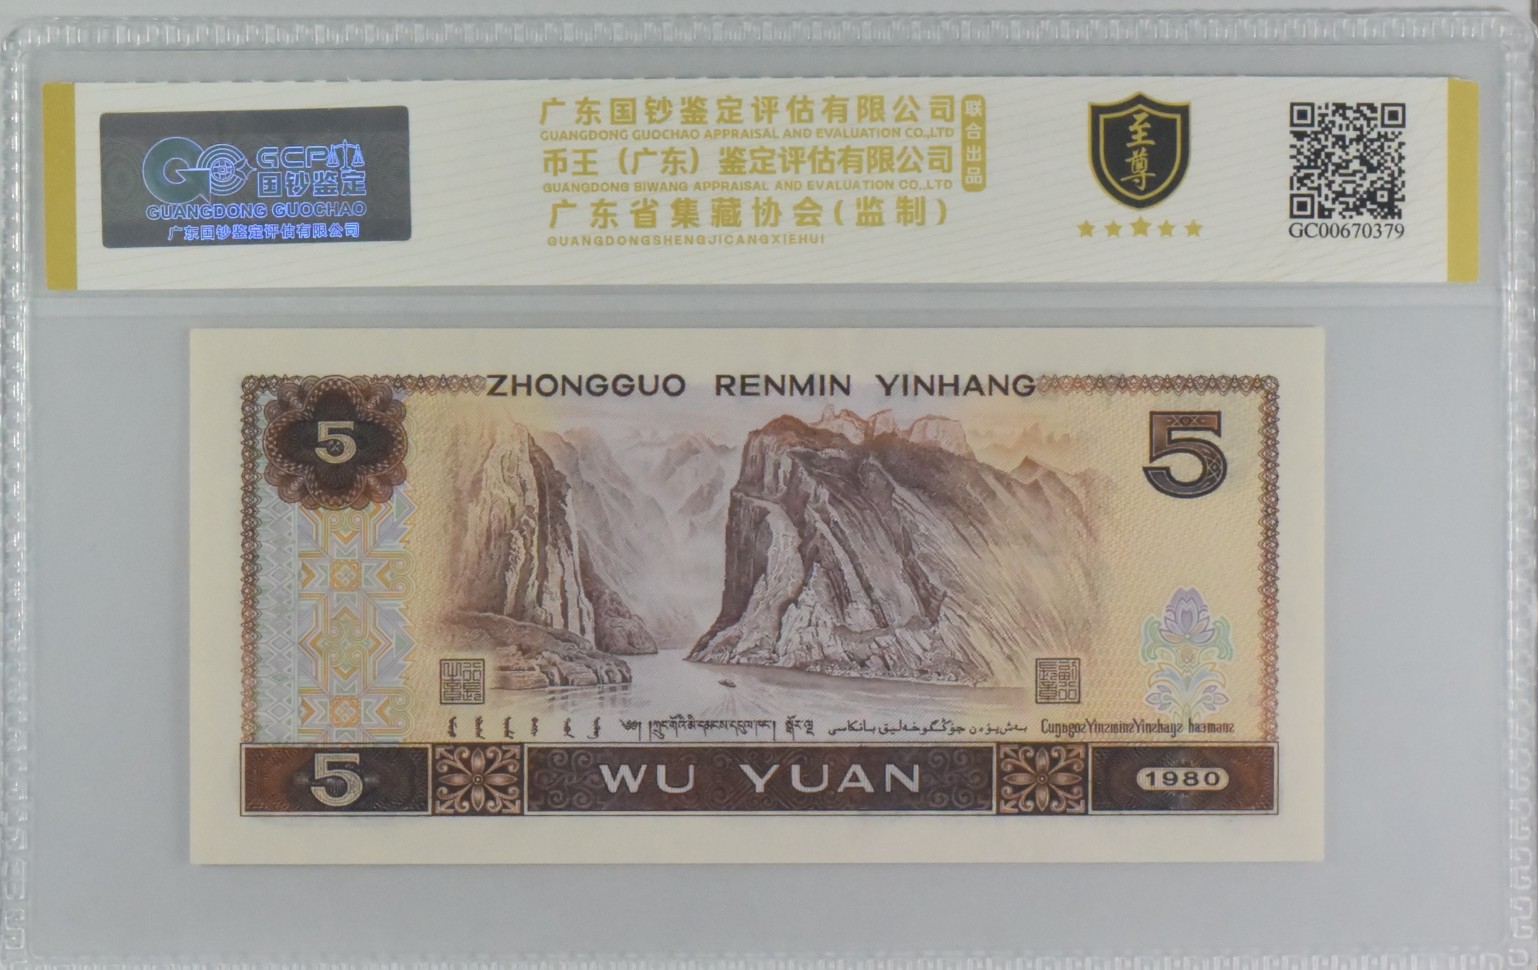 GCP
国钞鉴定
GUANGDONG GUOCHAO
广东国钞鉴定评估有限公司
广东国钞鉴定评估有限公司
GUANGDONG GUOCHAO APPRAISAL AND EVALUATION CO.,LTD
币王（广东）鉴定评估有限公司
GUANGDONG BIWANG APPRAISAL AND EVALUATION CO.,LTD
广东省集藏协会(监制)
GUANGDONGSHENGJICANGXIEHUI
联合出品
至尊
GC00670379
ZHONGGUO RENMIN YINHANG
5
5
5
WU YUAN
1980